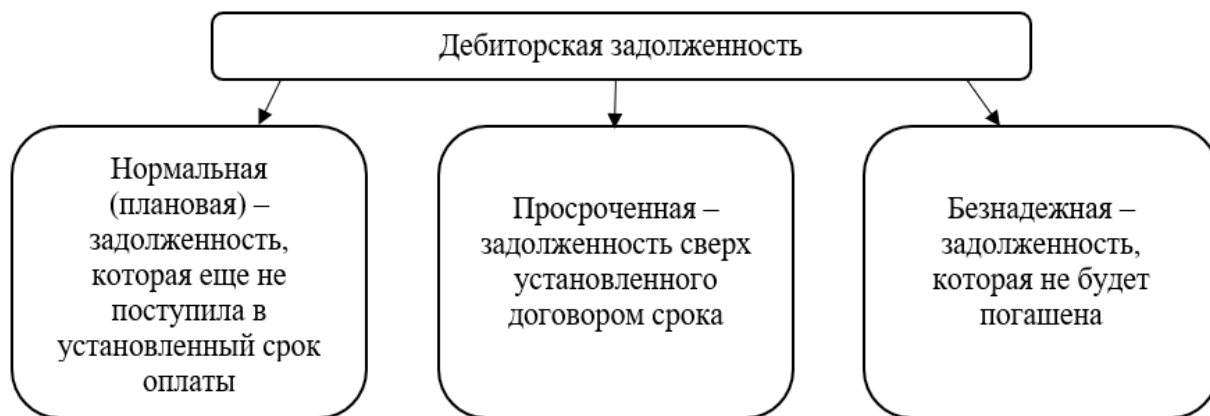 Дебиторская задолженность
Нормальная
(плановая) –
задолженность,
которая еще не
поступила в
установленный срок
оплаты
Просроченная –
задолженность сверх
установленного
договором срока
Безнадежная –
задолженность,
которая не будет
погашена